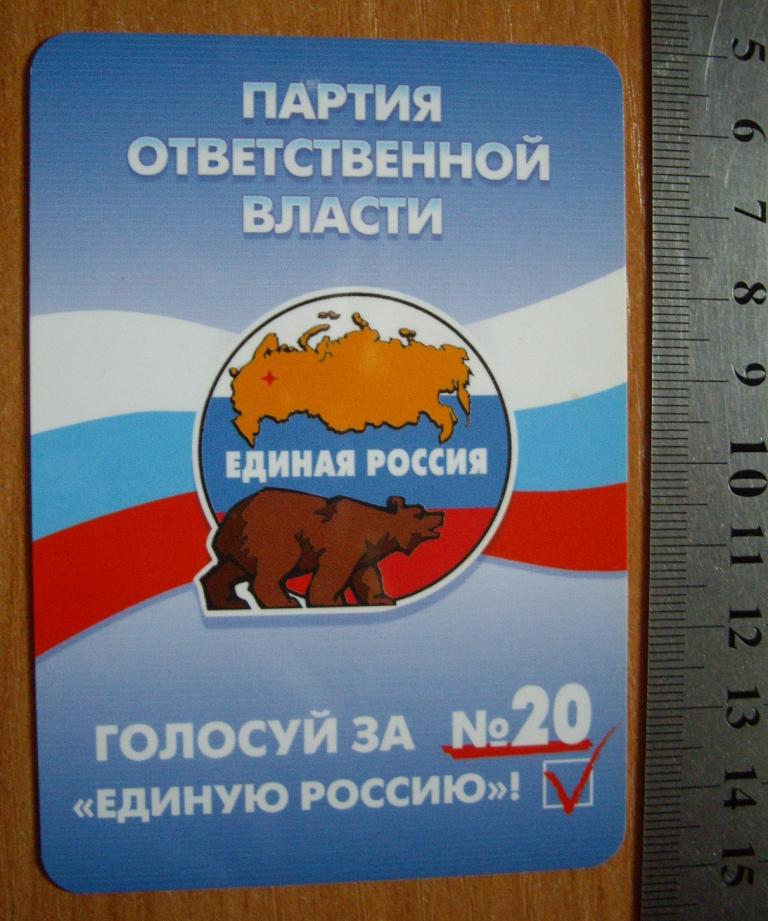 ПАРТИЯ
ОТВЕТСТВЕННОЙ
ВЛАСТИ
ЕДИНАЯ РОССИЯ
ГОЛОСУЙ ЗА №20
«ЕДИНУЮ РОССИЮ»!
5
6
7
8
9
10
11
12
13
14
15